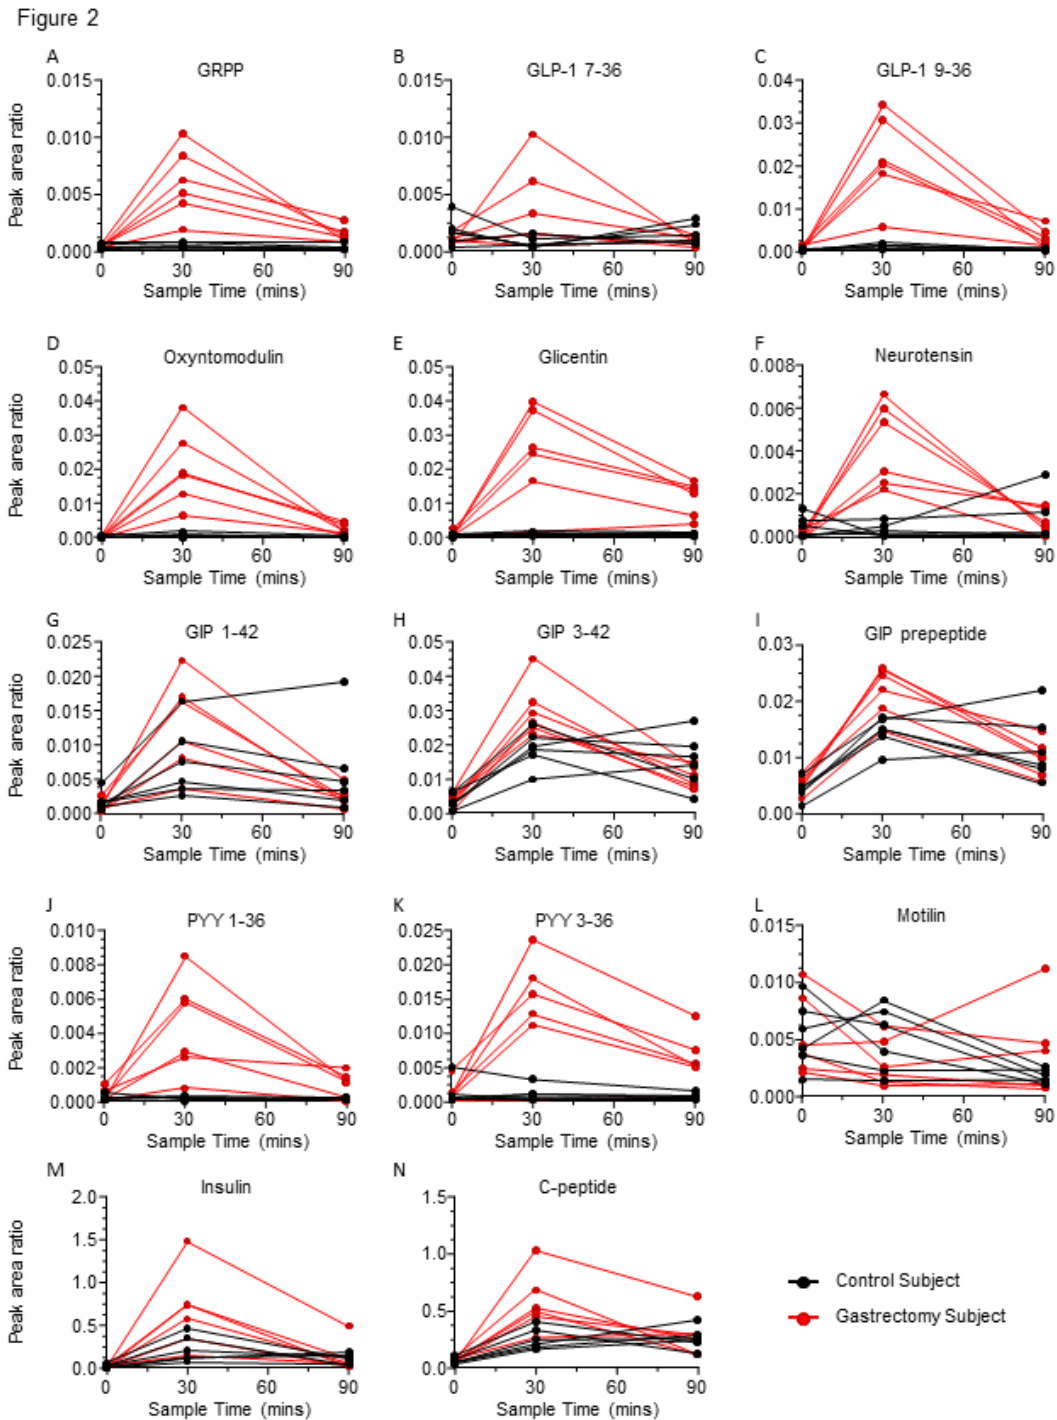 Figure 2
A
GRPP
B
GLP-1 7-36
C
GLP-1 9-36
Peak area ratio
0.015
0.010
0.005
0.000
0 30 60 90
Sample Time (mins)
0.015
0.010
0.005
0.000
0 30 60 90
Sample Time (mins)
0.04
0.03
0.02
0.01
0.00
0 30 60 90
Sample Time (mins)
D
Oxyntomodulin
E
Glicentin
F
Neurotensin
Peak area ratio
0.05
0.04
0.03
0.02
0.01
0.00
0 30 60 90
Sample Time (mins)
0.05
0.04
0.03
0.02
0.01
0.00
0 30 60 90
Sample Time (mins)
0.008
0.006
0.004
0.002
0.000
0 30 60 90
Sample Time (mins)
G
GIP 1-42
H
GIP 3-42
I
GIP prepeptide
Peak area ratio
0.025
0.020
0.015
0.010
0.005
0.000
0 30 60 90
Sample Time (mins)
0.05
0.04
0.03
0.02
0.01
0.00
0 30 60 90
Sample Time (mins)
0.03
0.02
0.01
0.00
0 30 60 90
Sample Time (mins)
J
PYY 1-36
K
PYY 3-36
L
Motilin
Peak area ratio
0.010
0.008
0.006
0.004
0.002
0.000
0 30 60 90
Sample Time (mins)
0.025
0.020
0.015
0.010
0.005
0.000
0 30 60 90
Sample Time (mins)
0.015
0.010
0.005
0.000
0 30 60 90
Sample Time (mins)
M
Insulin
N
C-peptide
Peak area ratio
2.0
1.5
1.0
0.5
0.0
0 30 60 90
Sample Time (mins)
1.5
1.0
0.5
0.0
0 30 60 90
Sample Time (mins)
Control Subject
Gastrectomy Subject